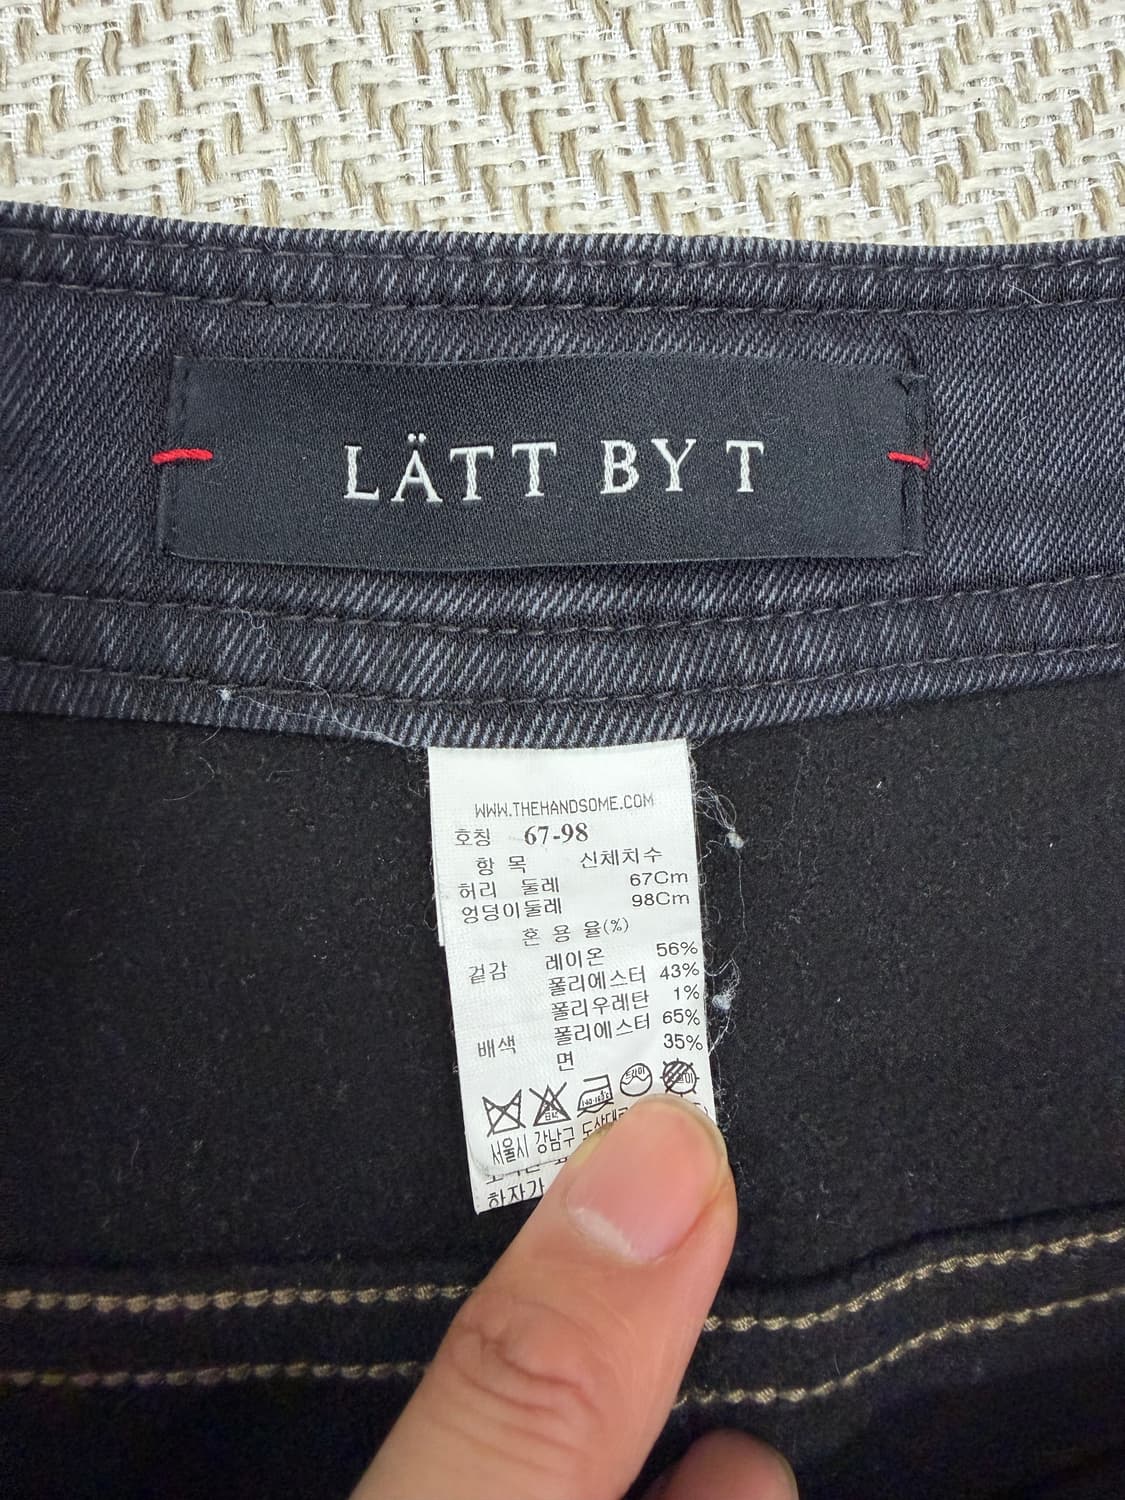 LÄTT BY T
WWW.THEHANDSOME.COM
호칭 67-98
항 목 신체치수
허리 둘레 67Cm
엉덩이둘레 98Cm
혼 용 율(%)
겉감 레이온 56%
폴리에스터 43%
폴리우레탄 1%
배색 폴리에스터 65%
면 35%
서울시 강남구